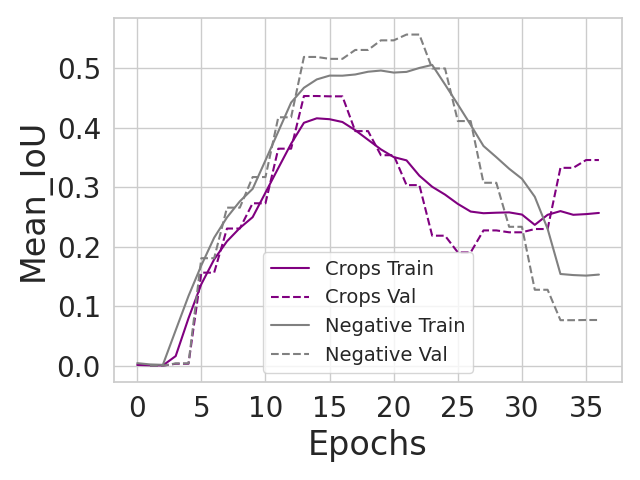 Mean_IoU
0.5
0.4
0.3
0.2
0.1
0.0
Crops Train
Crops Val
Negative Train
Negative Val
0 5 10 15 20 25 30 35
Epochs